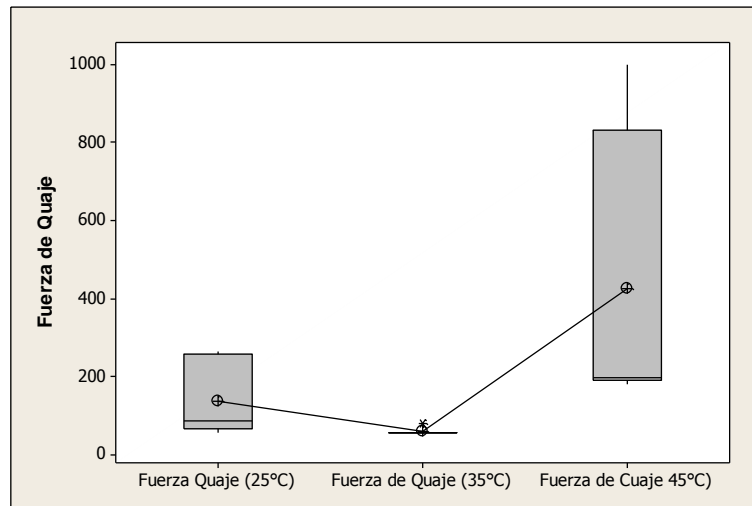 Fuerza de Quaje
1000
800
600
400
200
0
Fuerza Quaje (25°C)
Fuerza de Quaje (35°C)
Fuerza de Cuaje 45°C)